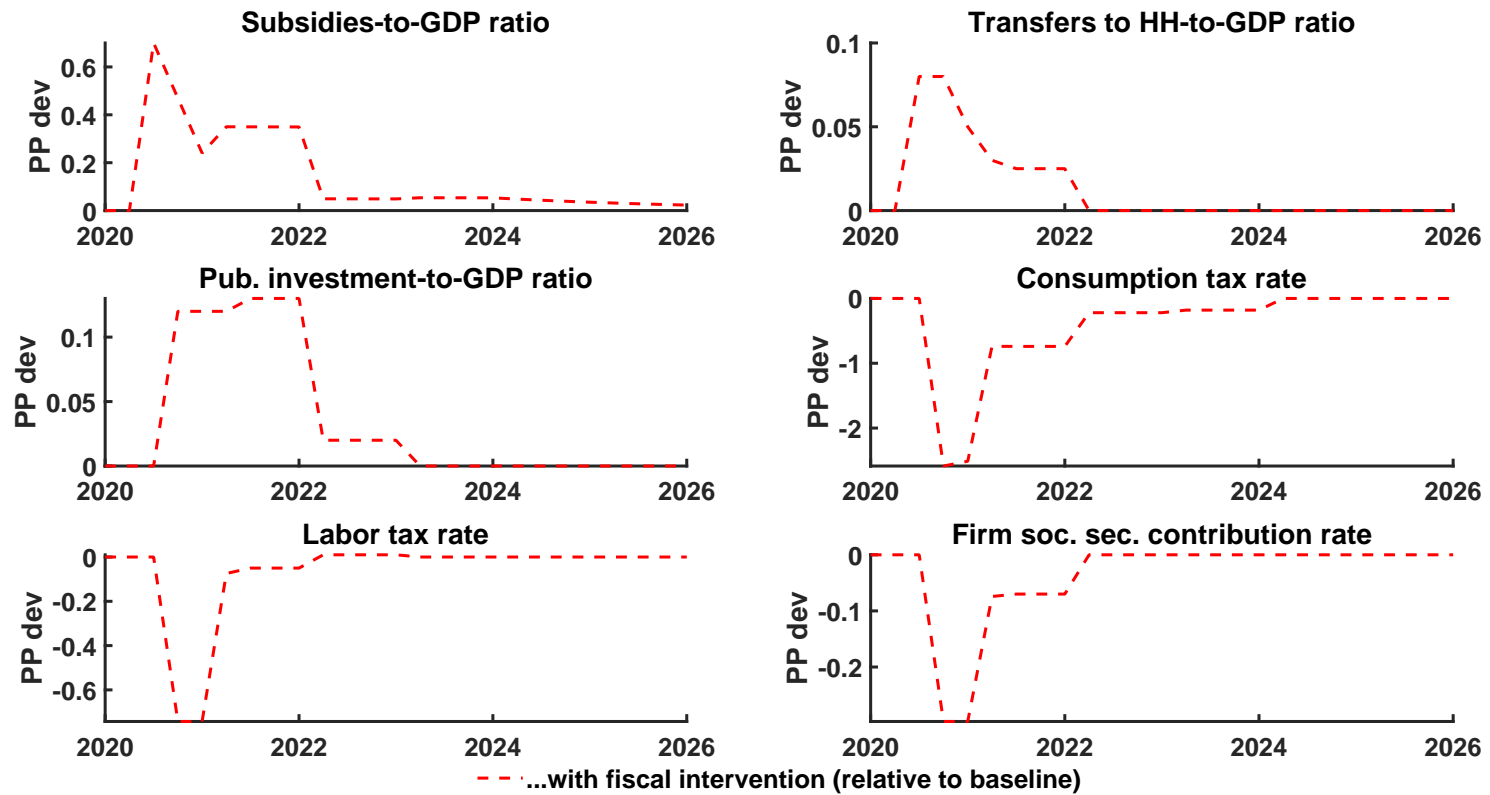 Subsidies-to-GDP ratio
PP dev
0.6
0.4
0.2
0
2020 2022 2024 2026
Transfers to HH-to-GDP ratio
PP dev
0.1
0.05
0
2020 2022 2024 2026
Pub. investment-to-GDP ratio
PP dev
0.1
0.05
0
2020 2022 2024 2026
Consumption tax rate
PP dev
0
-1
-2
2020 2022 2024 2026
Labor tax rate
PP dev
0
-0.2
-0.4
-0.6
2020 2022 2024 2026
Firm soc. sec. contribution rate
PP dev
0
-0.1
-0.2
2020 2022 2024 2026
...with fiscal intervention (relative to baseline)